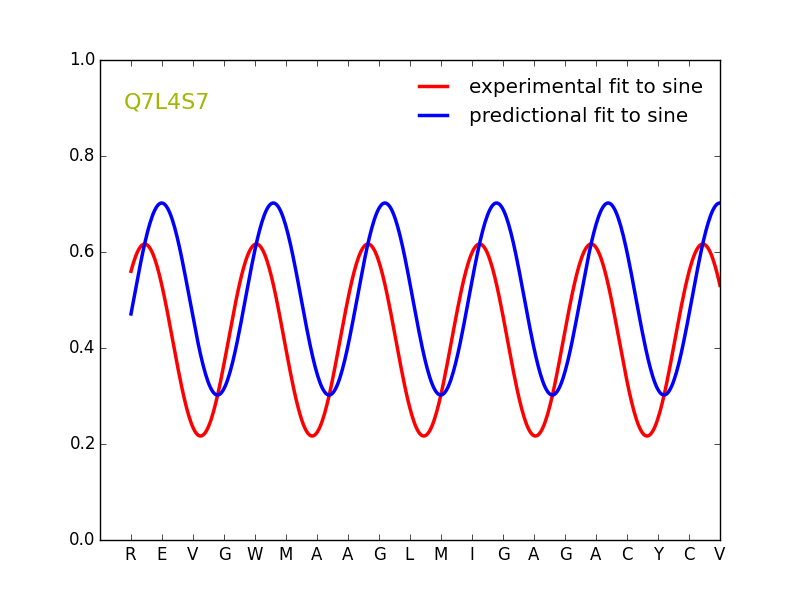 1.0
Q7L4S7
experimental fit to sine
predictional fit to sine
0.8
0.6
0.4
0.2
0.0
R E V G W M A A G L M I G A G A C Y C V